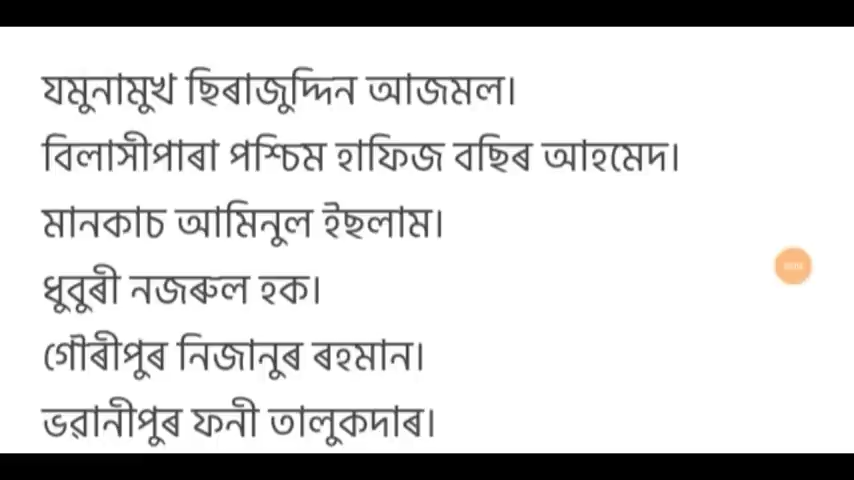 যমুনামুখ ছিৰাজুদ্দিন আজমল।
বিলাসীপাৰা পশ্চিম হাফিজ বছিৰ আহমেদ।
মানকাচ আমিনুল ইছলাম।
ধুবুৰী নজৰুল হক।
গৌৰীপুৰ নিজানুৰ ৰহমান।
ভৱানীপুৰ ফনী তালুকদাৰ।